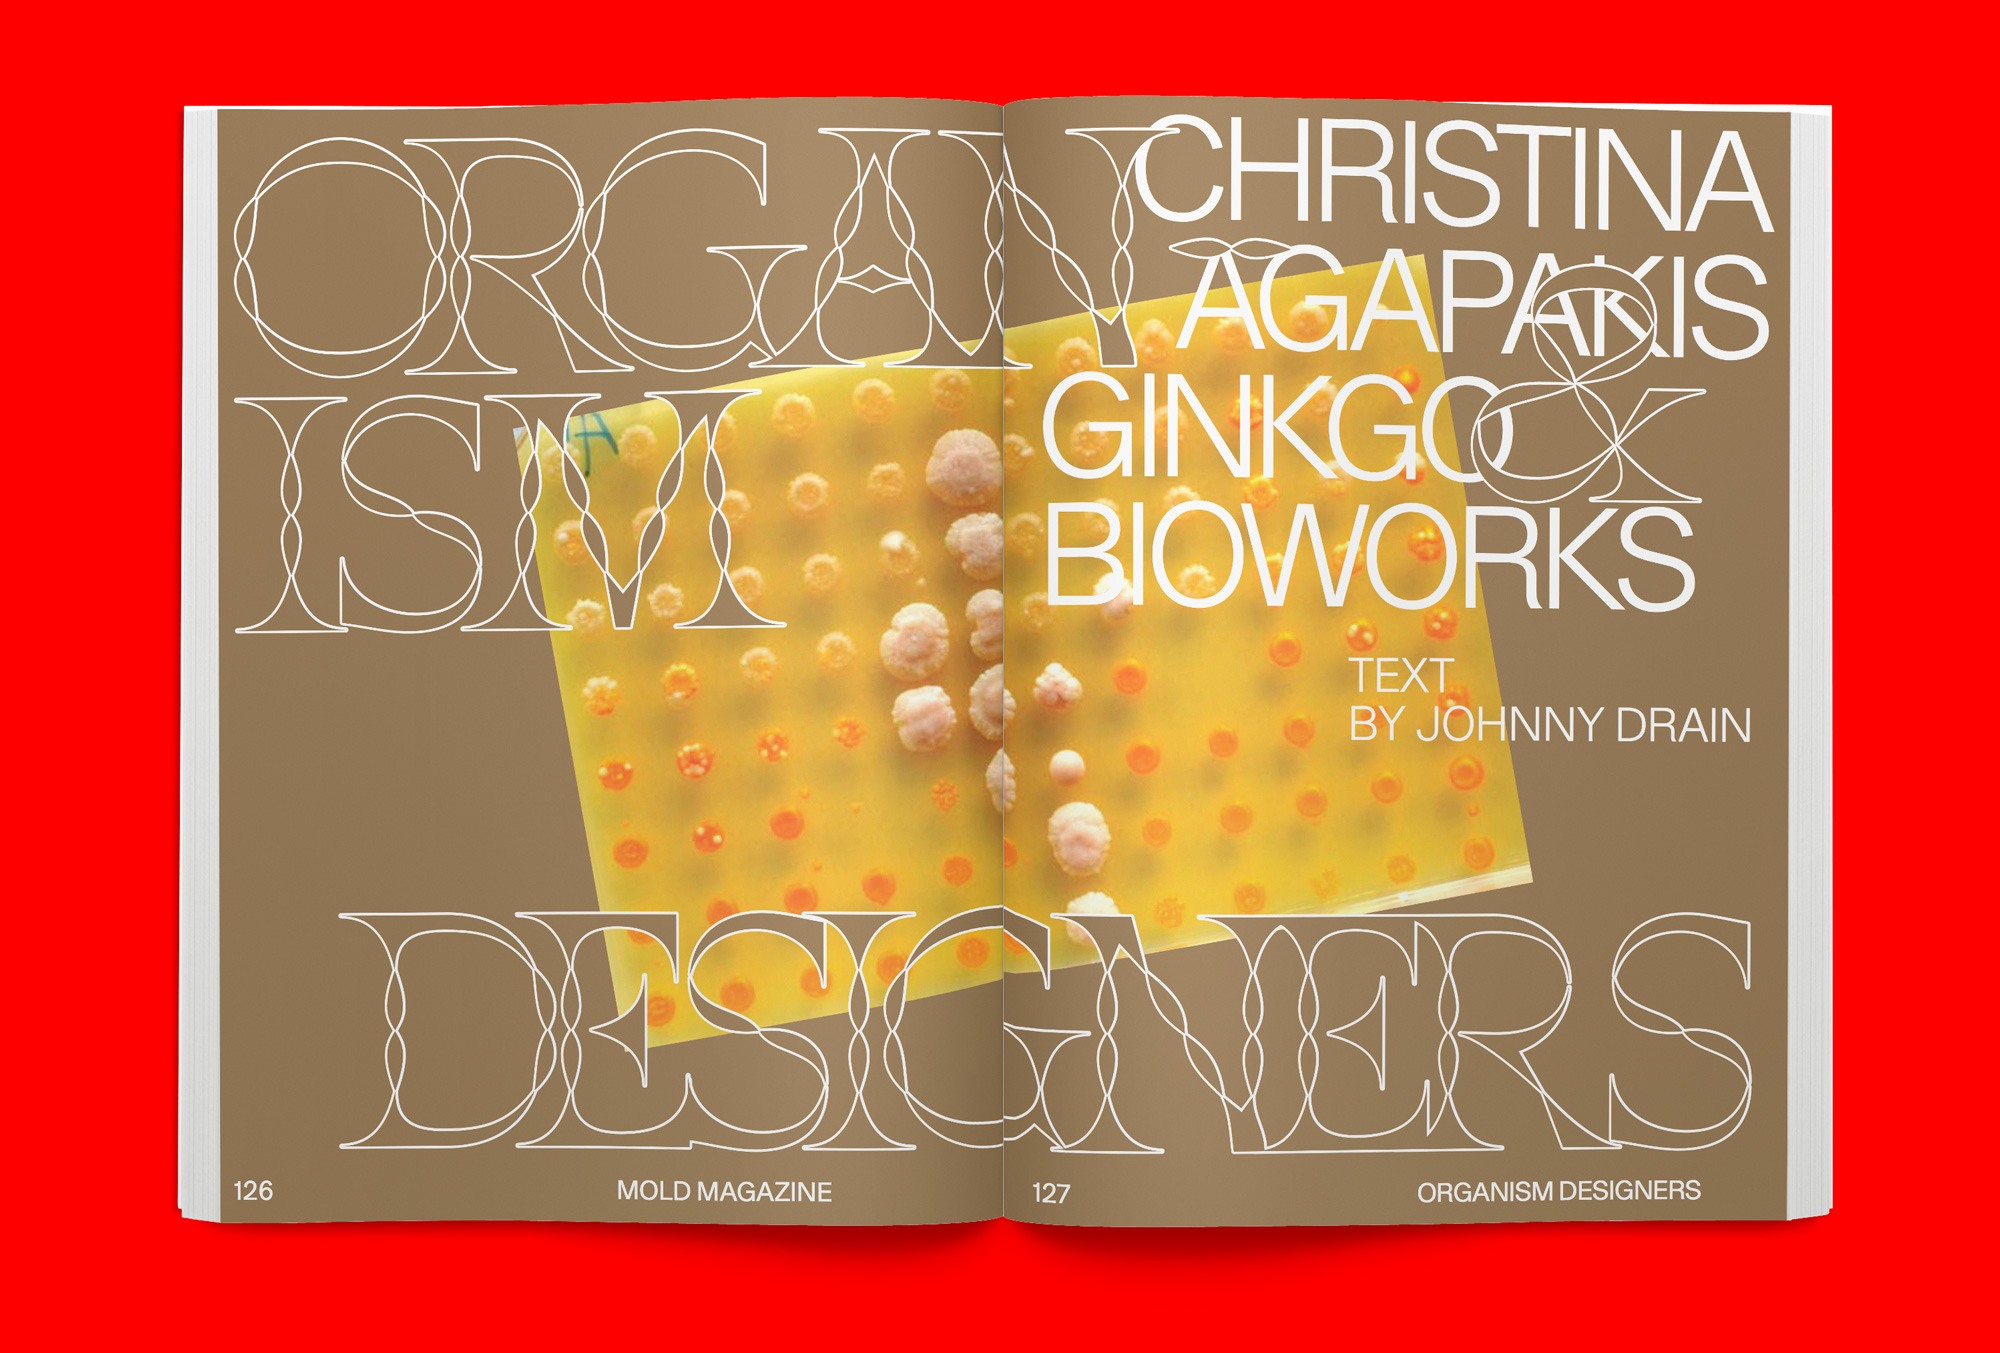 ORGAN-
ISM
CHRISTINA
AGAPAKIS
&
GINKGO
BIOWORKS
TEXT
BY JOHNNY DRAIN
DESIGNERS
126
MOLD MAGAZINE
127
ORGANISM DESIGNERS